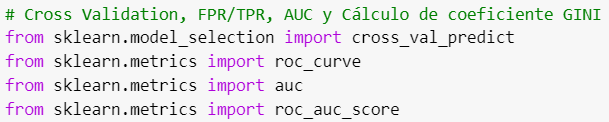 # Cross Validation, FPR/TPR, AUC y Cálculo de coeficiente GINI
from sklearn.model_selection import cross_val_predict
from sklearn.metrics import roc_curve
from sklearn.metrics import auc
from sklearn.metrics import roc_auc_score